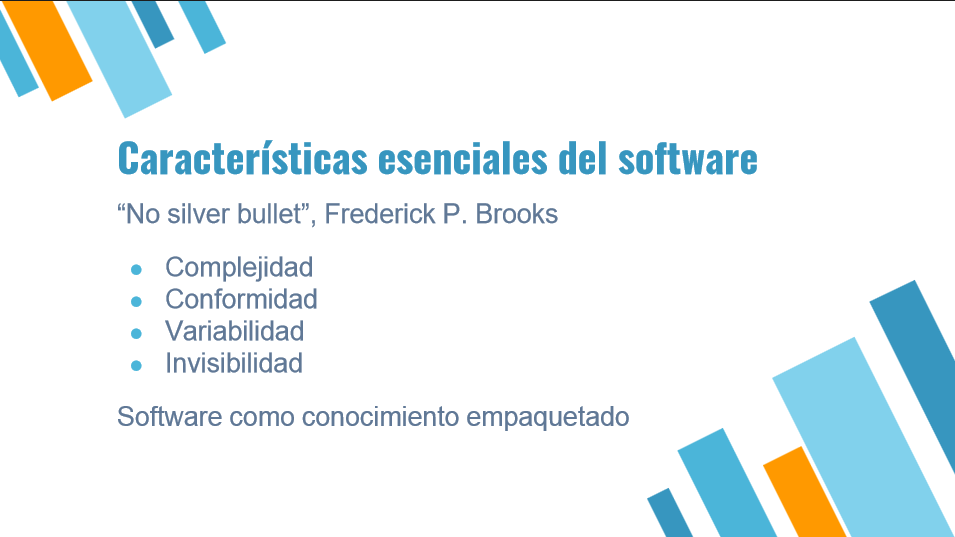 Características esenciales del software
“No silver bullet”, Frederick P. Brooks
● Complejidad
● Conformidad
● Variabilidad
● Invisibilidad
Software como conocimiento empaquetado